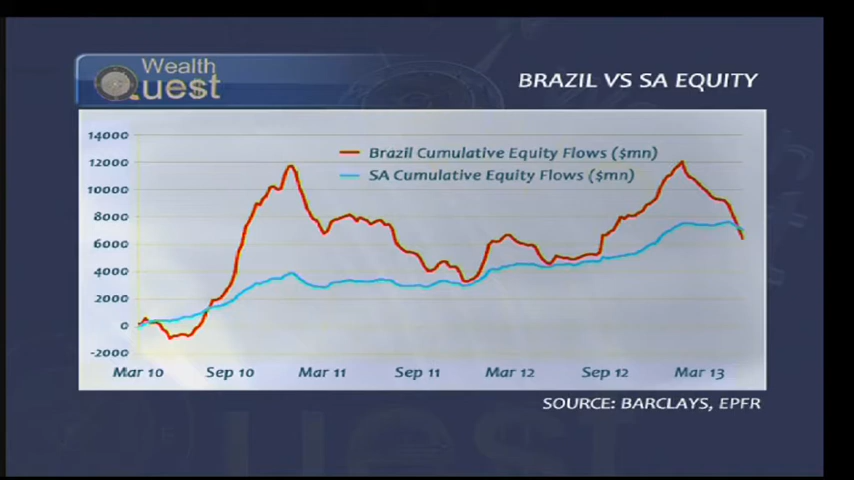 Wealth
Quest
BRAZIL VS SA EQUITY
14000
12000
10000
8000
6000
4000
2000
0
-2000
Brazil Cumulative Equity Flows ($mn)
SA Cumulative Equity Flows ($mn)
Mar 10 Sep 10 Mar 11 Sep 11 Mar 12 Sep 12 Mar 13
SOURCE: BARCLAYS, EPFR